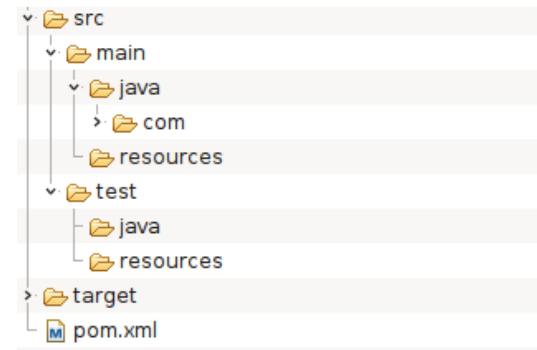 src
main
java
com
resources
test
java
resources
target
pom.xml